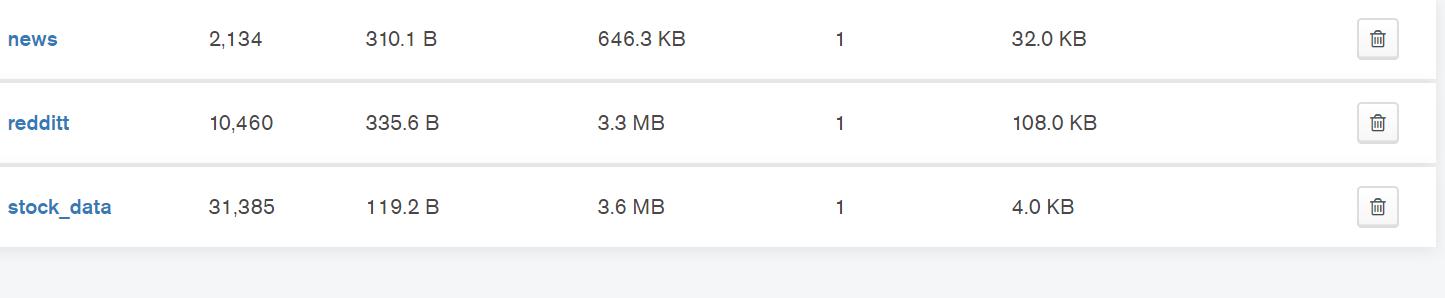 news 2,134 310.1 B 646.3 KB 1 32.0 KB
redditt 10,460 335.6 B 3.3 MB 1 108.0 KB
stock_data 31,385 119.2 B 3.6 MB 1 4.0 KB